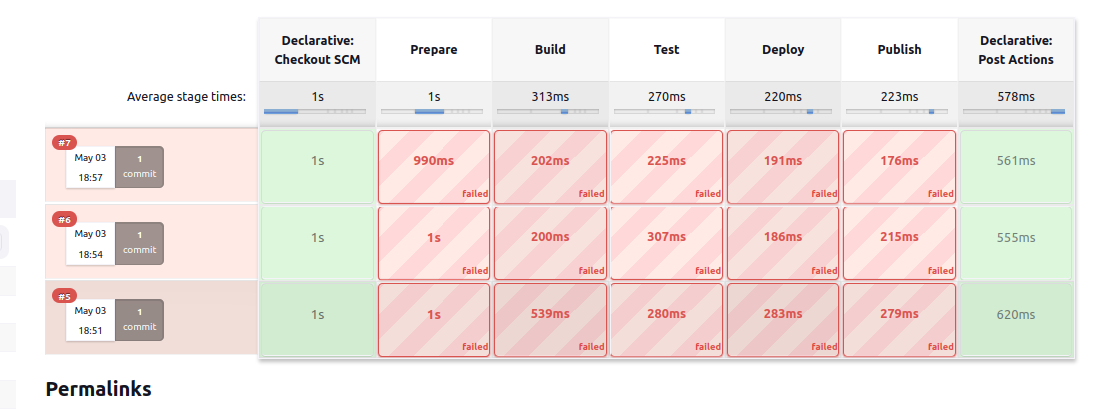 Declarative: Checkout SCM
Prepare
Build
Test
Deploy
Publish
Declarative: Post Actions
Average stage times:
1s
1s
313ms
270ms
220ms
223ms
578ms
#7
May 03
18:57
1
commit
1s
990ms
failed
202ms
failed
225ms
failed
191ms
failed
176ms
failed
561ms
#6
May 03
18:54
1
commit
1s
1s
failed
200ms
failed
307ms
failed
186ms
failed
215ms
failed
555ms
#5
May 03
18:51
1
commit
1s
1s
failed
539ms
failed
280ms
failed
283ms
failed
279ms
failed
620ms
Permalinks